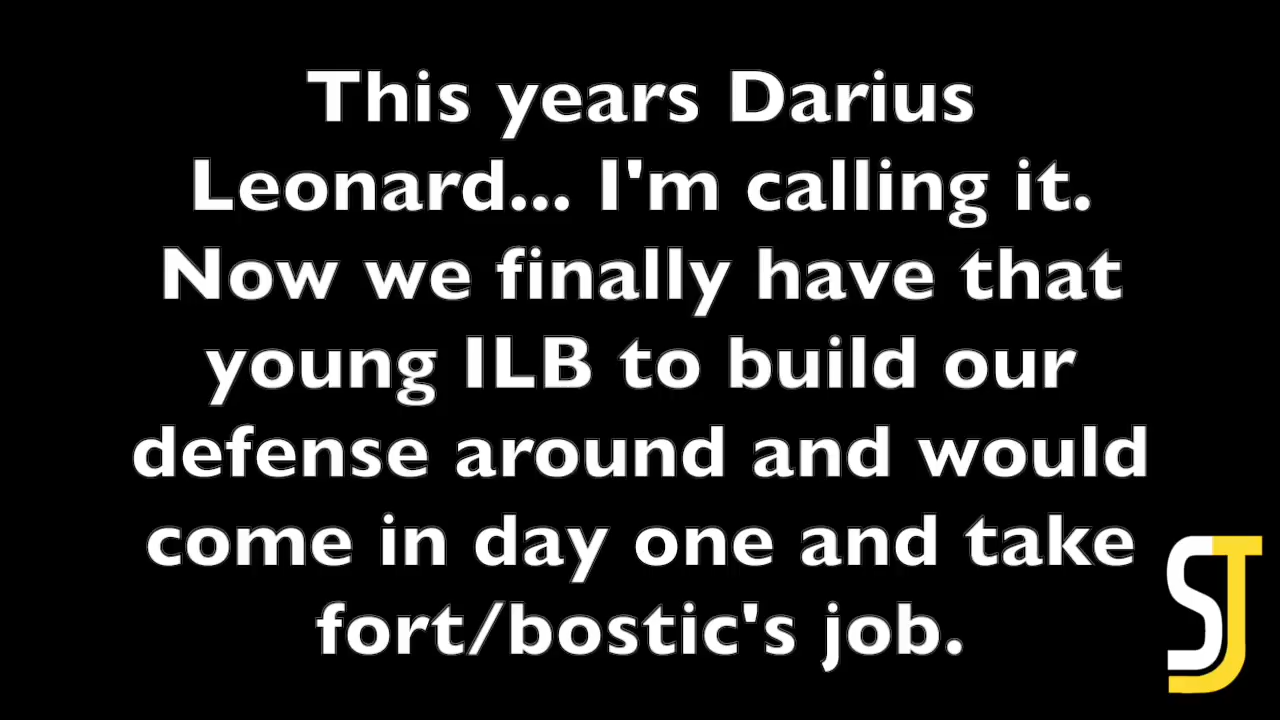 This years Darius
Leonard... I'm calling it.
Now we finally have that
young ILB to build our
defense around and would
come in day one and take
fort/bostic's job.
SJ